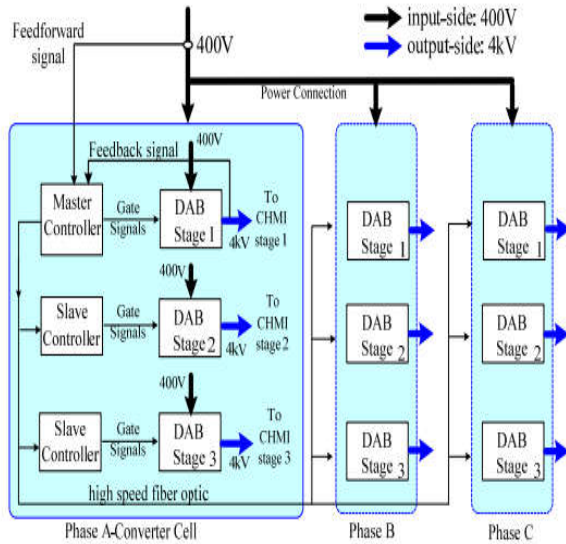 Feedforward
signal
400V
input-side: 400V
output-side: 4kV
Power Connection
Feedback signal
400V
Master
Controller
Gate
Signals
DAB
Stage 1
4kV
To
CHMI
stage 1
400V
Slave
Controller
Gate
Signals
DAB
Stage 2
4kV
To
CHMI
stage 2
400V
Slave
Controller
Gate
Signals
DAB
Stage 3
4kV
To
CHMI
stage 3
high speed fiber optic
Phase A-Converter Cell
DAB
Stage 1
DAB
Stage 2
DAB
Stage 3
Phase B
DAB
Stage 1
DAB
Stage 2
DAB
Stage 3
Phase C